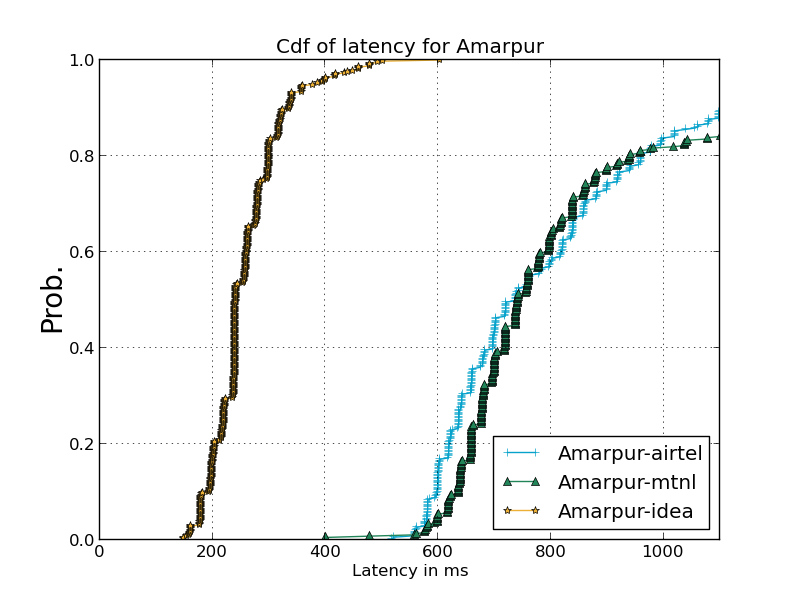 Cdf of latency for Amarpur
Prob.
1.0
0.8
0.6
0.4
0.2
0.0
0 200 400 600 800 1000
Latency in ms
Amarpur-airtel
Amarpur-mtnl
Amarpur-idea